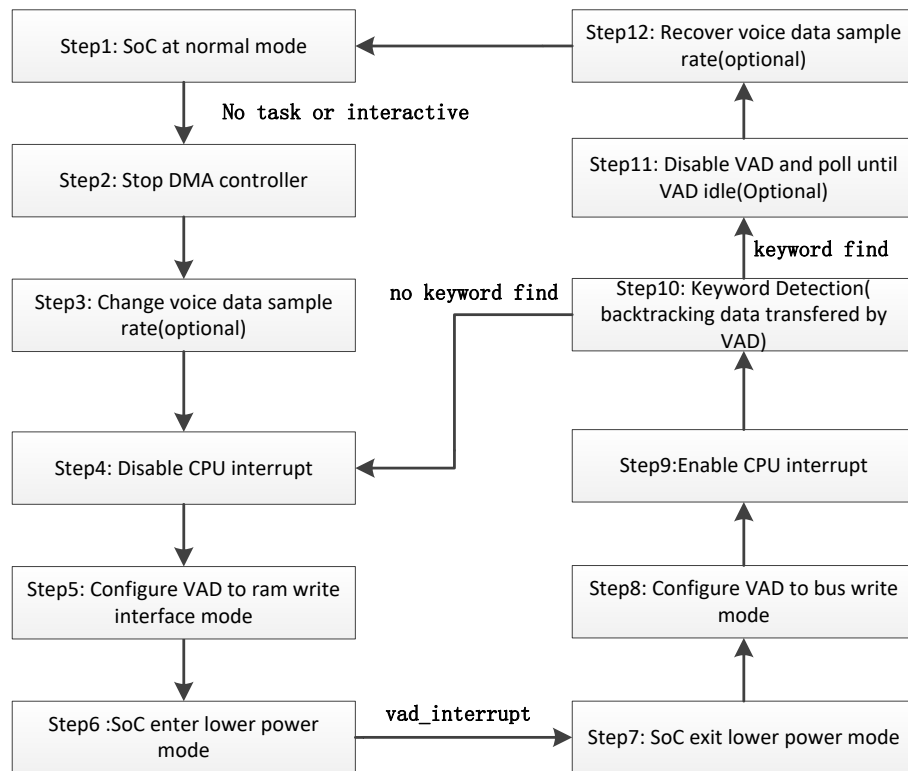 Step1: SoC at normal mode
No task or interactive
Step2: Stop DMA controller
Step3: Change voice data sample
rate(optional)
Step4: Disable CPU interrupt
Step5: Configure VAD to ram write
interface mode
Step6 :SoC enter lower power
mode
vad_interrupt
Step7: SoC exit lower power mode
Step8: Configure VAD to bus write
mode
Step9:Enable CPU interrupt
Step10: Keyword Detection(
backtracking data transfered by
VAD)
no keyword find
keyword find
Step11: Disable VAD and poll until
VAD idle(Optional)
Step12: Recover voice data sample
rate(optional)